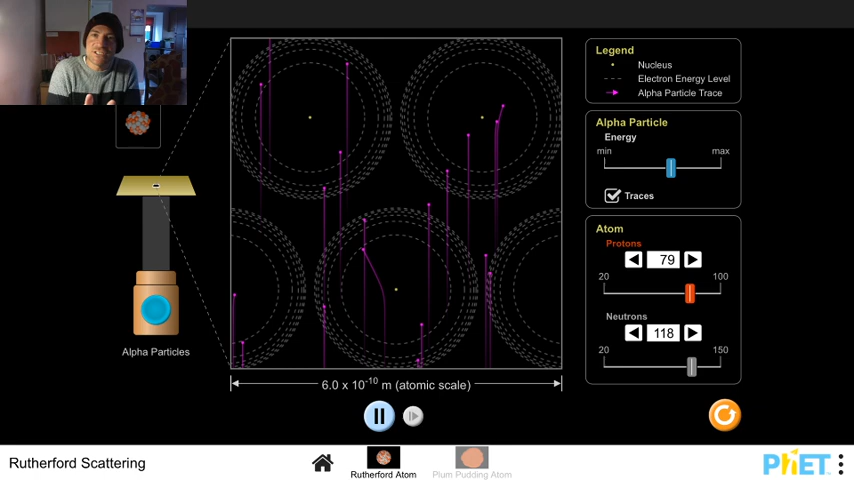 Legend
Nucleus
Electron Energy Level
Alpha Particle Trace
Alpha Particle
Energy
min max
Traces
Atom
Protons
79
20 100
Neutrons
118
20 150
Alpha Particles
6.0 x 10⁻¹⁰ m (atomic scale)
Rutherford Scattering
Rutherford Atom
Plum Pudding Atom
PhET